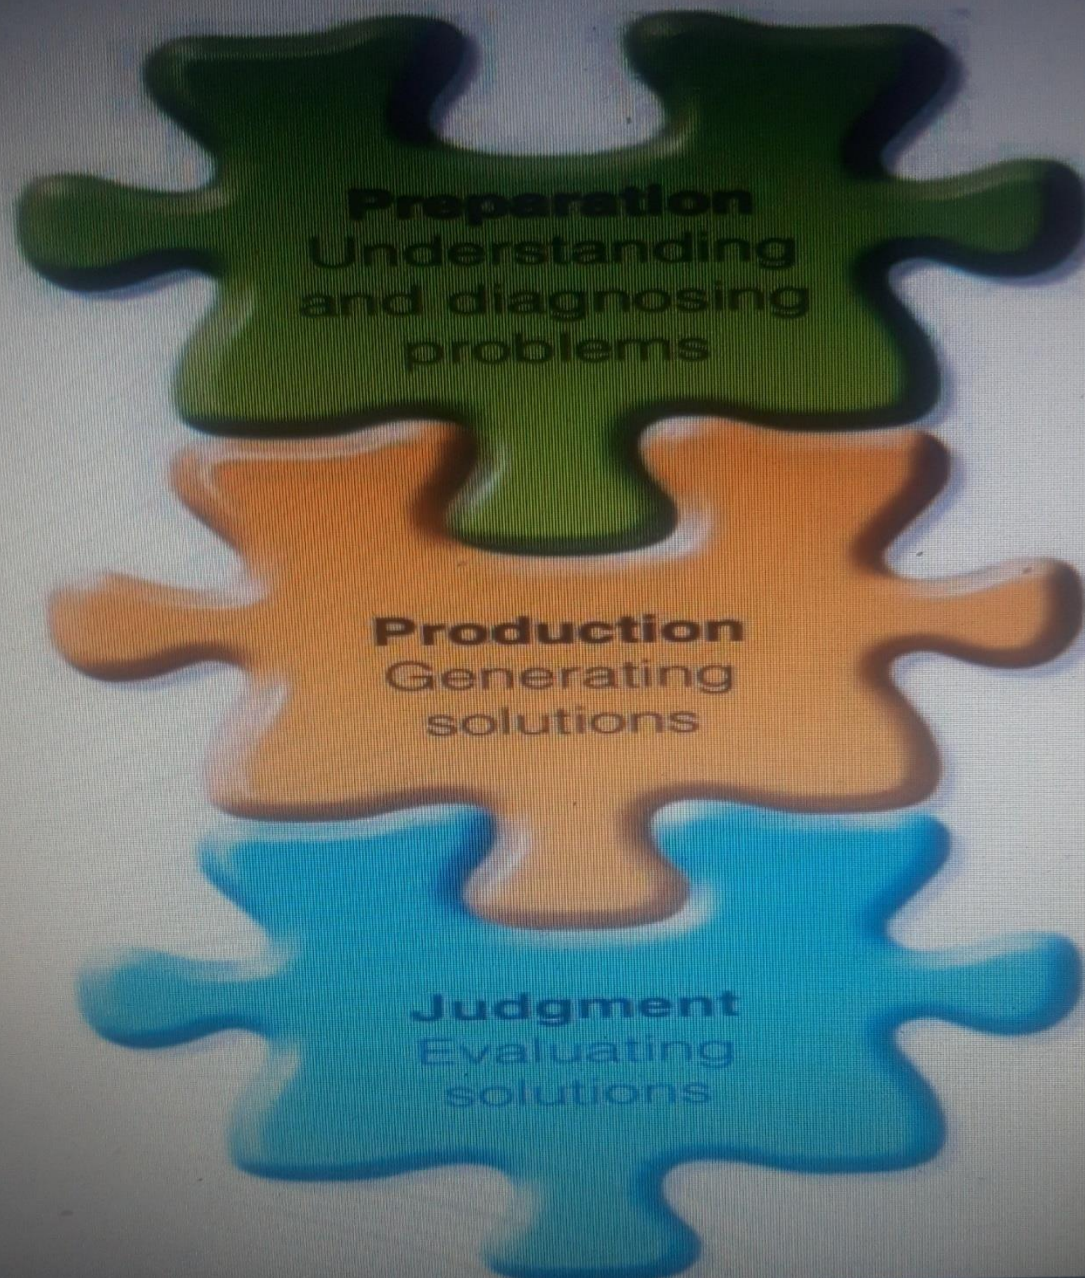 Preparation
Understanding
and diagnosing
problems
Production
Generating
solutions
Judgment
Evaluating
solutions